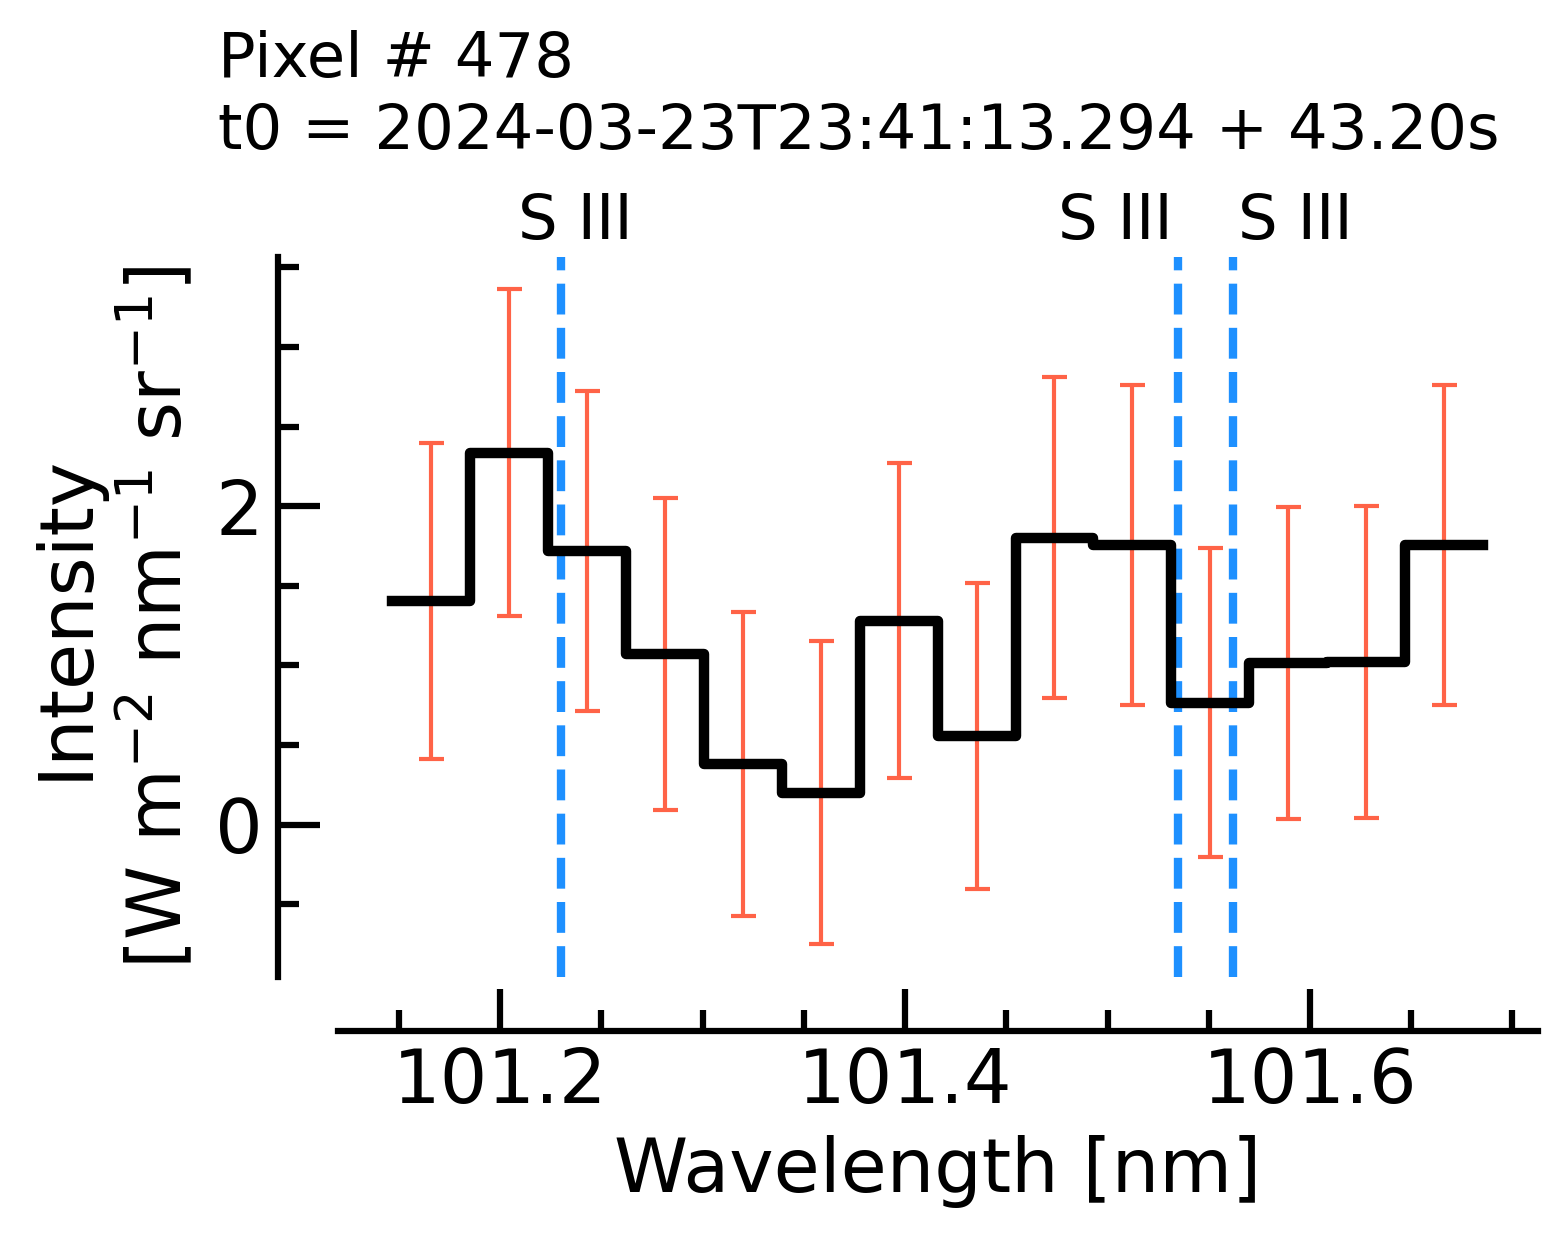 Pixel # 478
t0 = 2024-03-23T23:41:13.294 + 43.20s
S III S III S III
Intensity
[W m⁻² nm⁻¹ sr⁻¹]
2
0
101.2 101.4 101.6
Wavelength [nm]